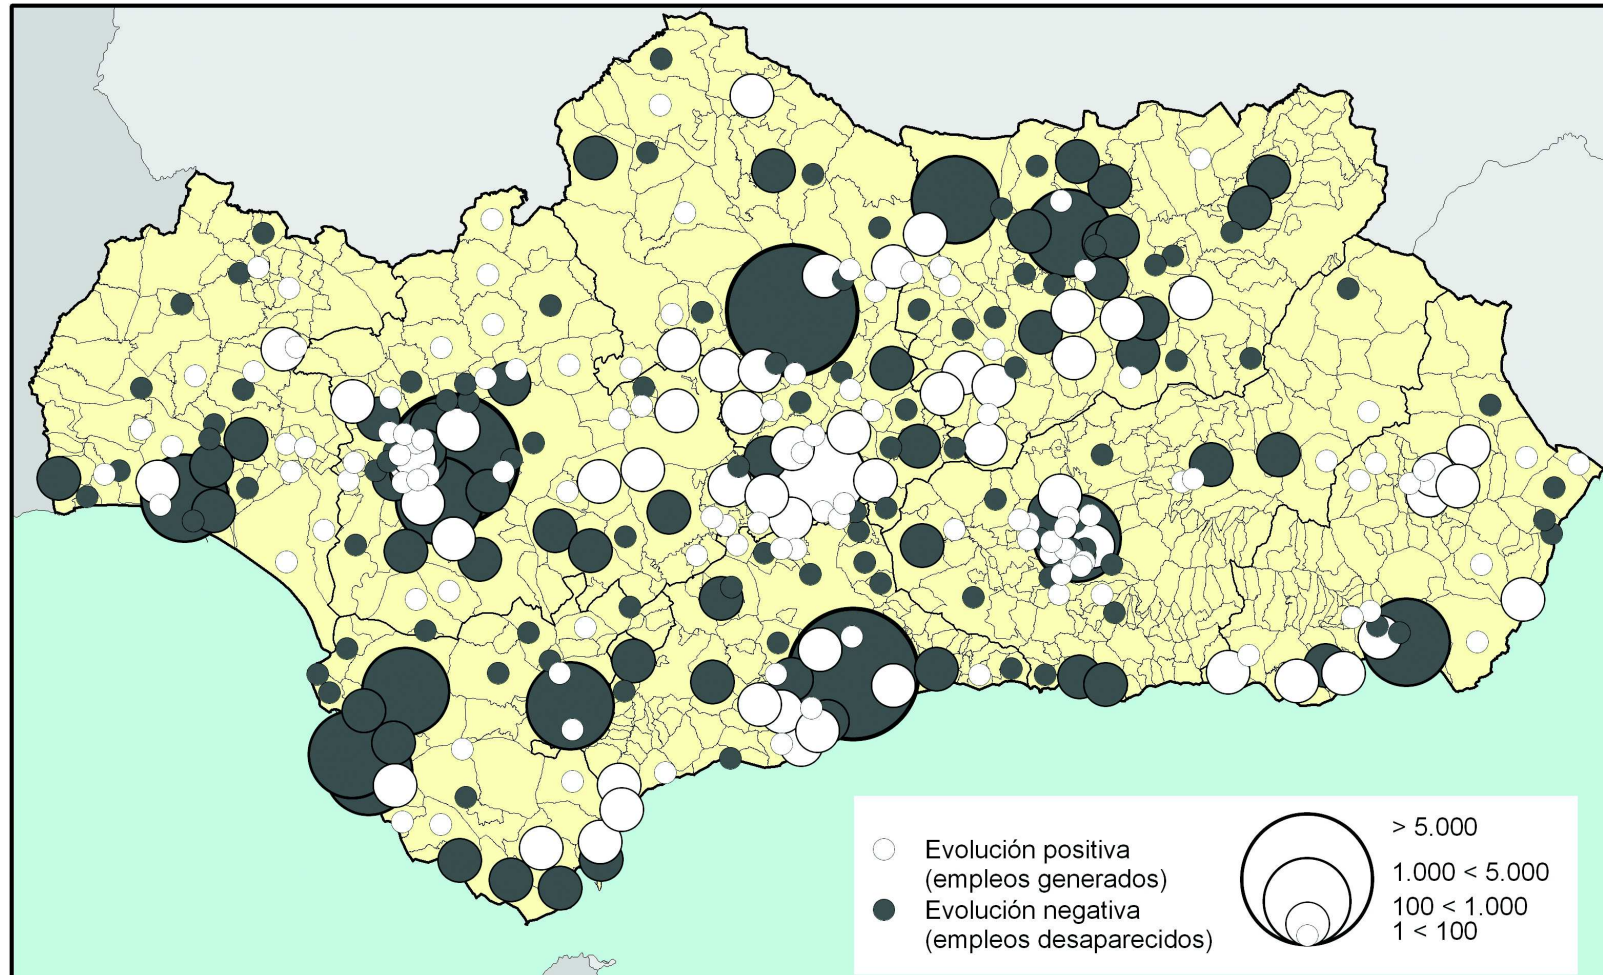 Evolución positiva
(empleos generados)
Evolución negativa
(empleos desaparecidos)
> 5.000
1.000 < 5.000
100 < 1.000
1 < 100